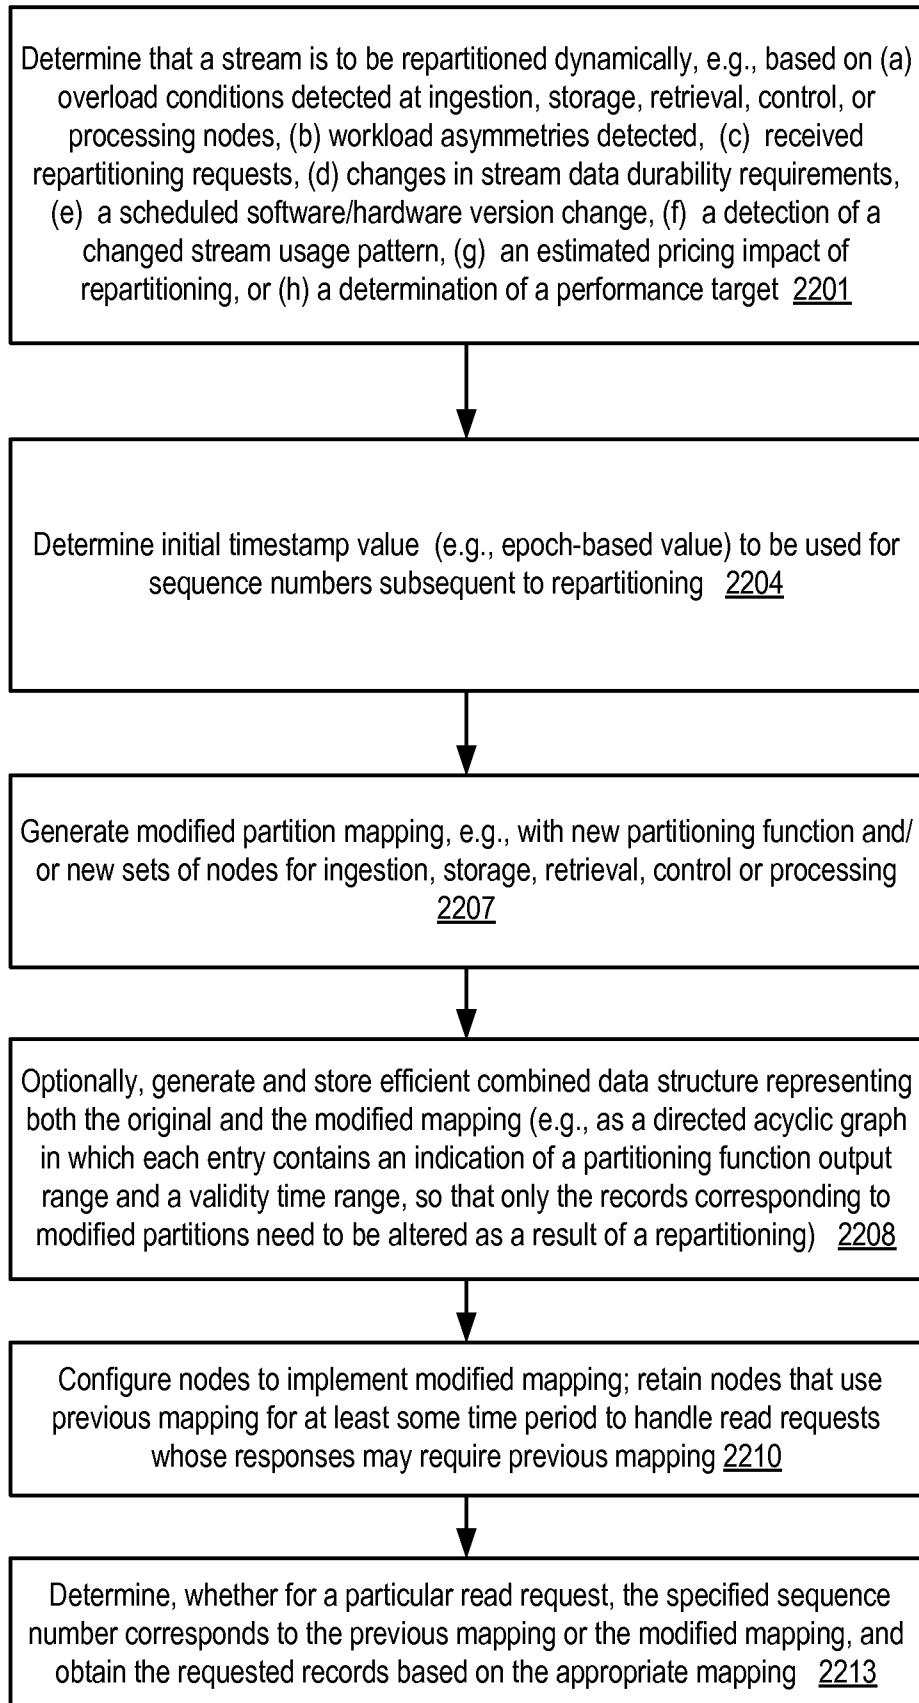 Determine that a stream is to be repartitioned dynamically, e.g., based on (a)
overload conditions detected at ingestion, storage, retrieval, control, or
processing nodes, (b) workload asymmetries detected, (c) received
repartitioning requests, (d) changes in stream data durability requirements,
(e) a scheduled software/hardware version change, (f) a detection of a
changed stream usage pattern, (g) an estimated pricing impact of
repartitioning, or (h) a determination of a performance target 2201
Determine initial timestamp value (e.g., epoch-based value) to be used for
sequence numbers subsequent to repartitioning 2204
Generate modified partition mapping, e.g., with new partitioning function and/
or new sets of nodes for ingestion, storage, retrieval, control or processing
2207
Optionally, generate and store efficient combined data structure representing
both the original and the modified mapping (e.g., as a directed acyclic graph
in which each entry contains an indication of a partitioning function output
range and a validity time range, so that only the records corresponding to
modified partitions need to be altered as a result of a repartitioning) 2208
Configure nodes to implement modified mapping; retain nodes that use
previous mapping for at least some time period to handle read requests
whose responses may require previous mapping 2210
Determine, whether for a particular read request, the specified sequence
number corresponds to the previous mapping or the modified mapping, and
obtain the requested records based on the appropriate mapping 2213